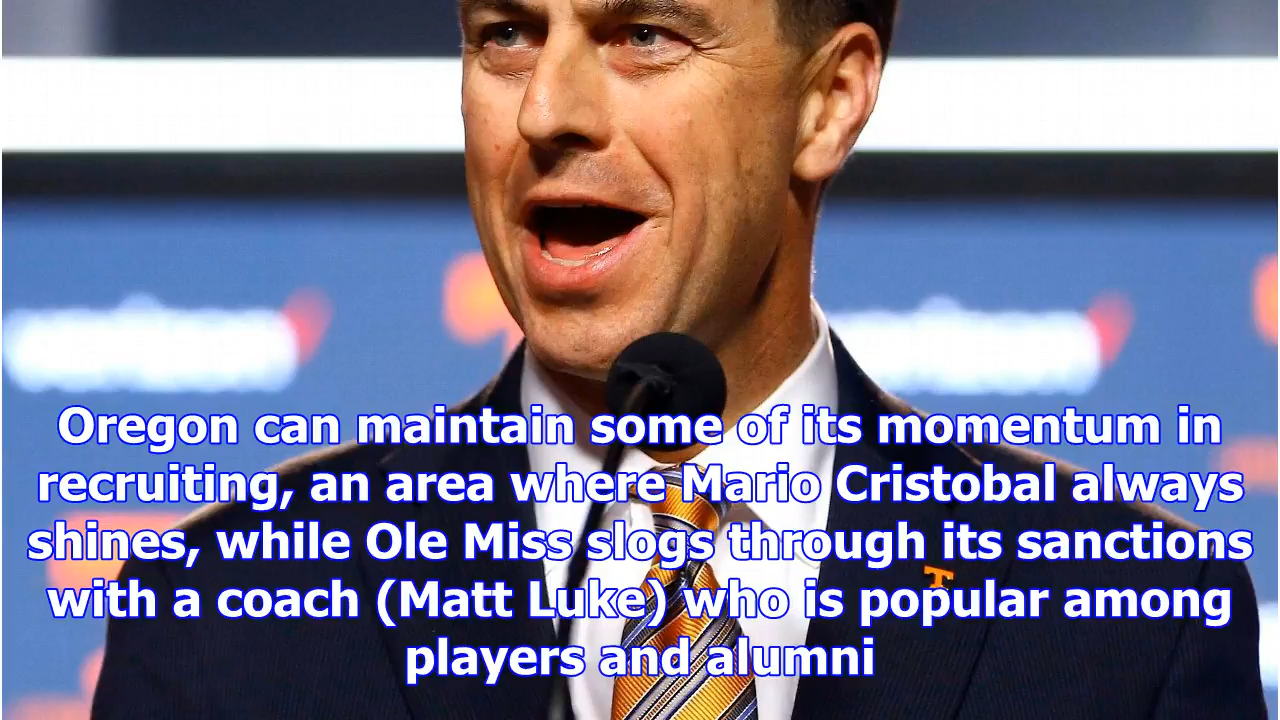 Oregon can maintain some of its momentum in
recruiting, an area where Mario Cristobal always
shines, while Ole Miss slogs through its sanctions
with a coach (Matt Luke) who is popular among
players and alumni
T